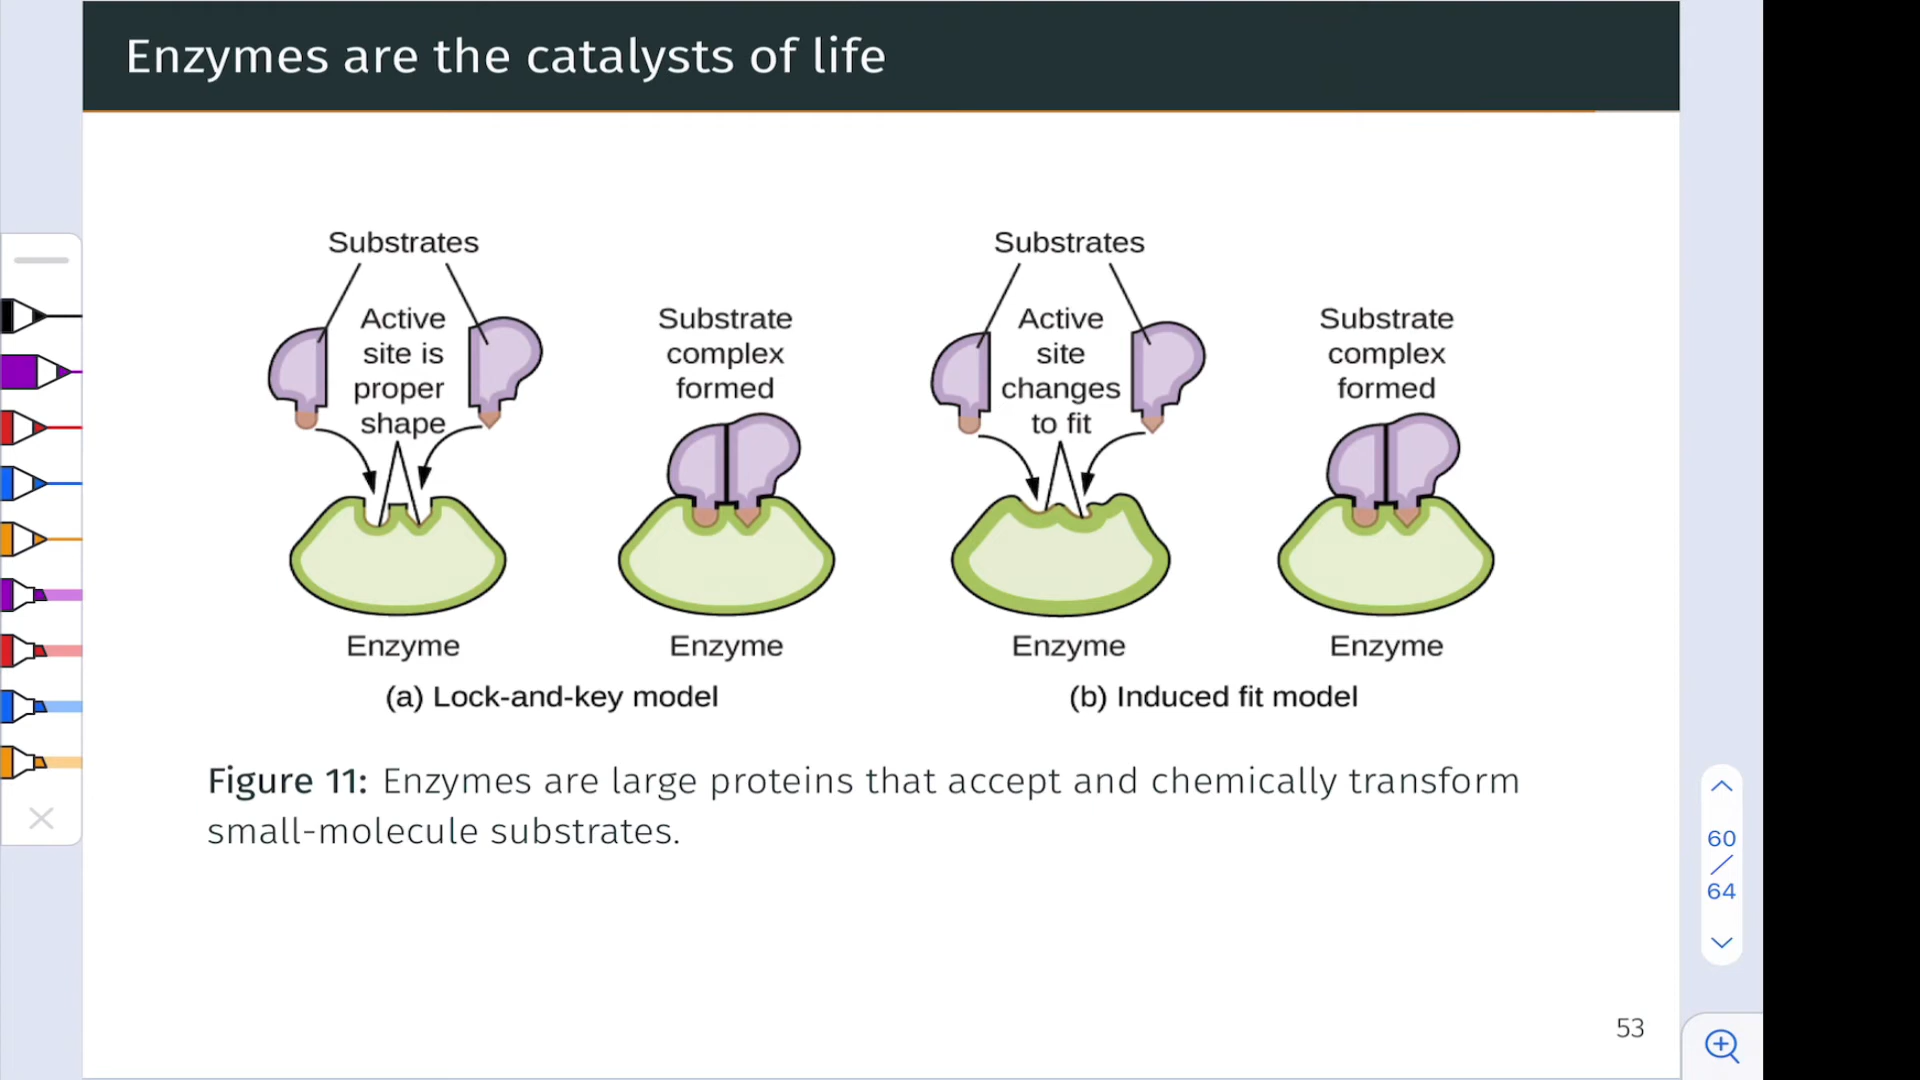 Enzymes are the catalysts of life
Substrates
Active
site is
proper
shape
Substrate
complex
formed
Enzyme
Enzyme
(a) Lock-and-key model
Substrates
Active
site
changes
to fit
Substrate
complex
formed
Enzyme
Enzyme
(b) Induced fit model
Figure 11: Enzymes are large proteins that accept and chemically transform
small-molecule substrates.
60
/
64
53